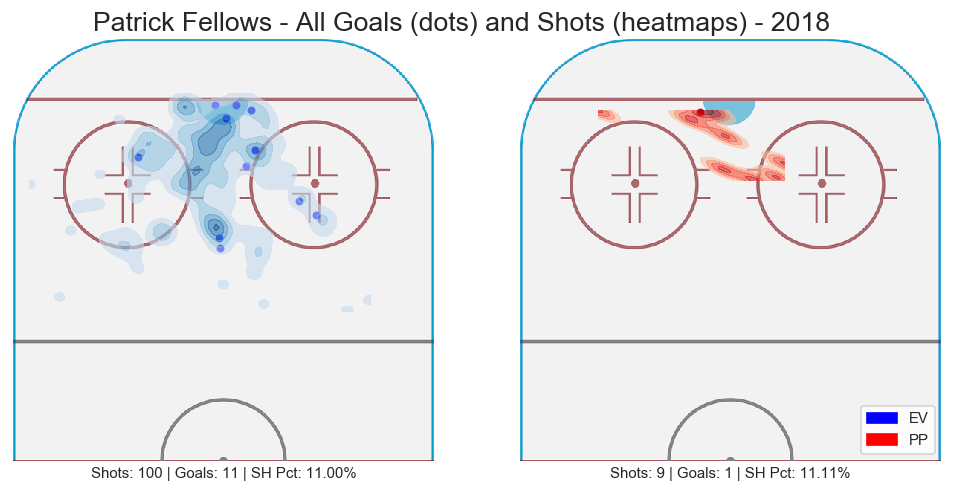 Patrick Fellows - All Goals (dots) and Shots (heatmaps) - 2018
EV
PP
Shots: 100 | Goals: 11 | SH Pct: 11.00%
Shots: 9 | Goals: 1 | SH Pct: 11.11%